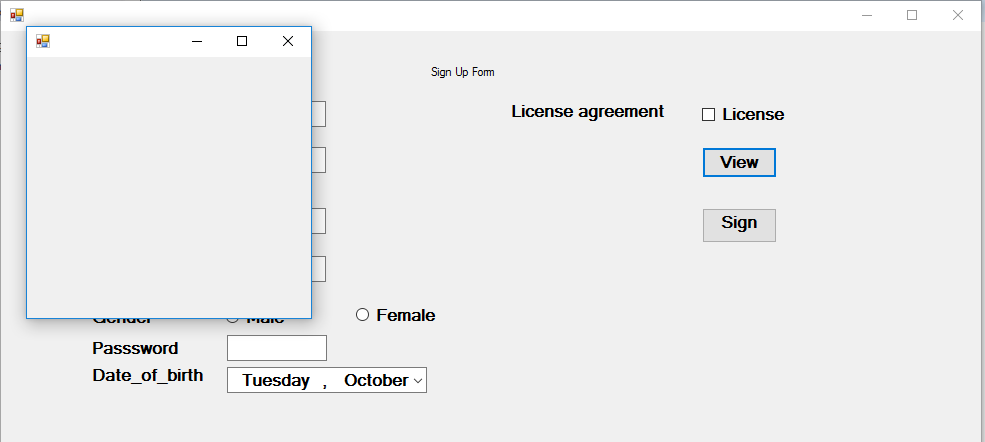 Sign Up Form
License agreement
License
View
Sign
Female
Passsword
Date_of_birth
Tuesday , October